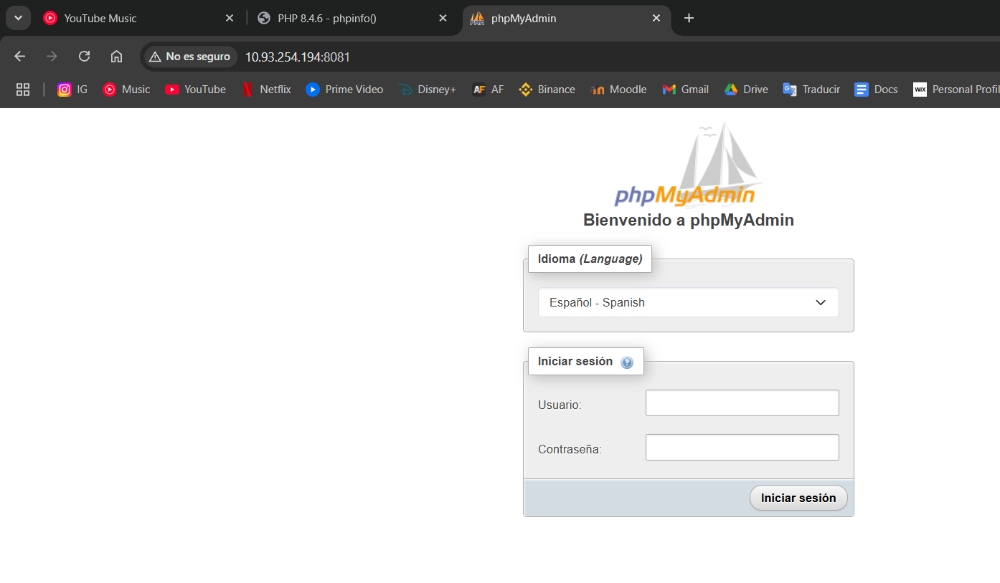 YouTube Music
PHP 8.4.6 - phpinfo()
phpMyAdmin
No es seguro 10.93.254.194:8081
IG Music YouTube Netflix Prime Video Disney+ AF AF Binance Moodle Gmail Drive Traducir Docs WIX Personal Profil
phpMyAdmin
Bienvenido a phpMyAdmin
Idioma (Language)
Español - Spanish
Iniciar sesión
Usuario:
Contraseña:
Iniciar sesión